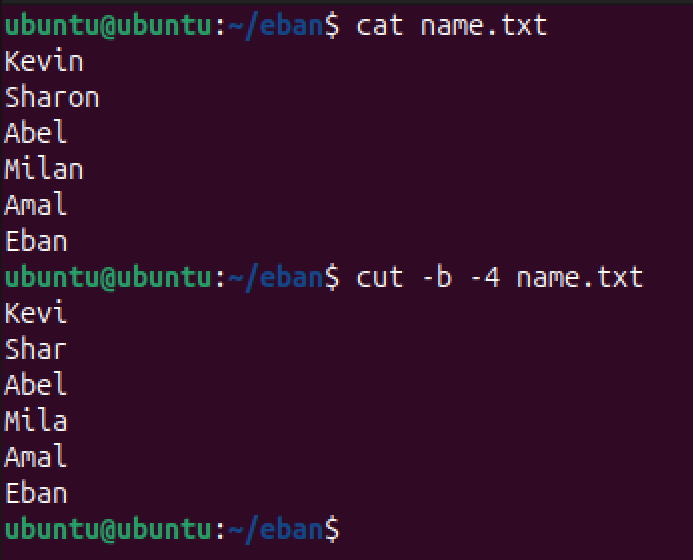 ubuntu@ubuntu:~/eban$ cat name.txt
Kevin
Sharon
Abel
Milan
Amal
Eban
ubuntu@ubuntu:~/eban$ cut -b -4 name.txt
Kevi
Shar
Abel
Mila
Amal
Eban
ubuntu@ubuntu:~/eban$